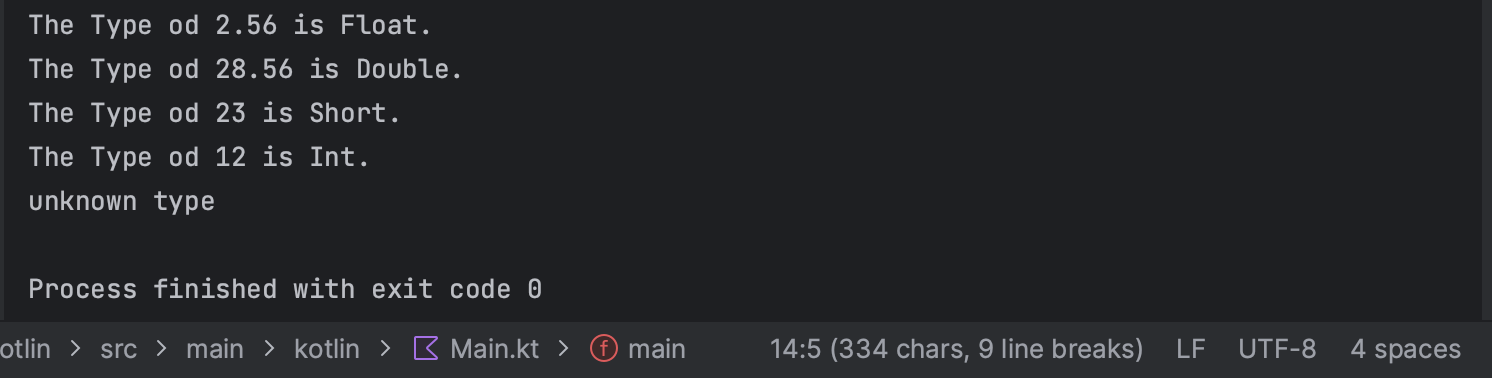 The Type od 2.56 is Float.
The Type od 28.56 is Double.
The Type od 23 is Short.
The Type od 12 is Int.
unknown type
Process finished with exit code 0
otlin > src > main > kotlin > Main.kt > main 14:5 (334 chars, 9 line breaks) LF UTF-8 4 spaces